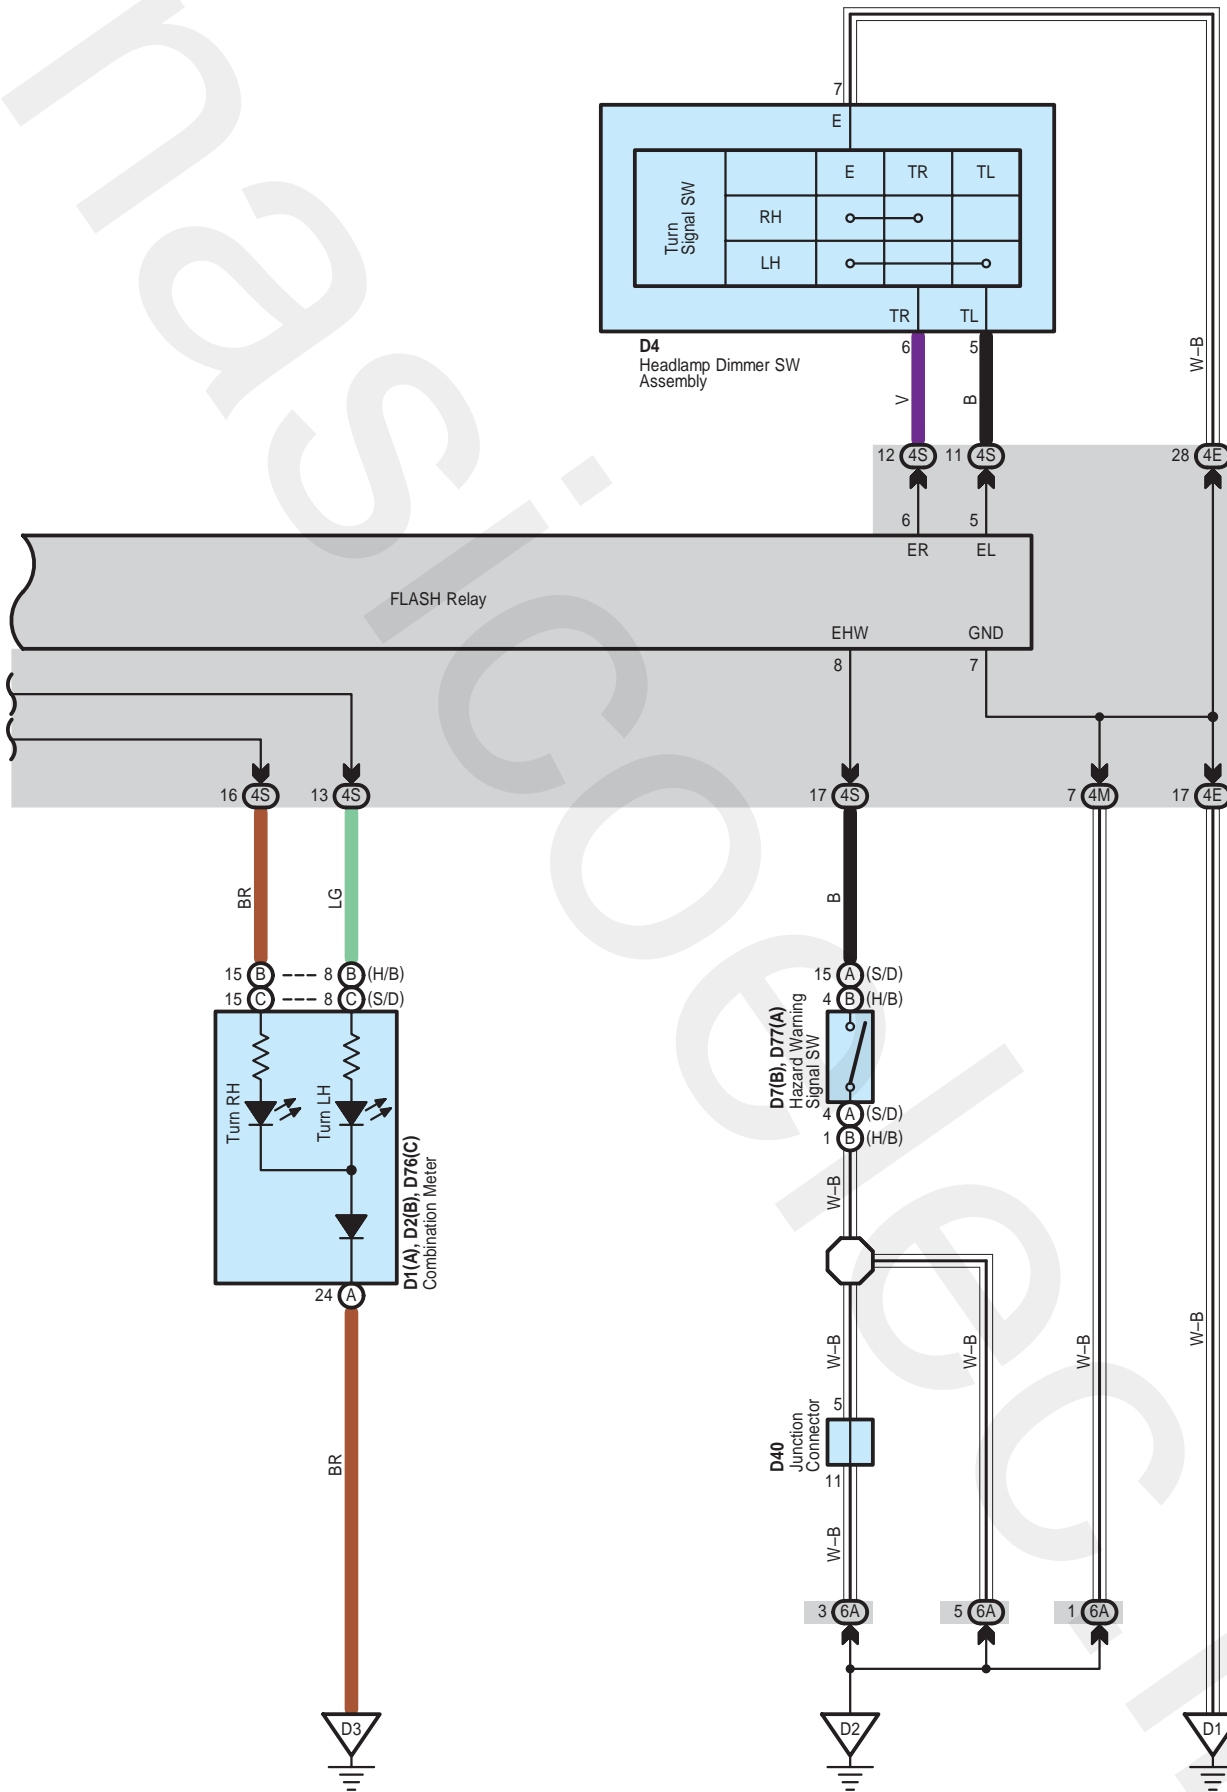 7
E
E TR TL
Turn
Signal SW
RH
LH
TR TL
D4
Headlamp Dimmer SW
Assembly
6 5
V B W–B
12 4S 11 4S 28 4E
6 5
ER EL
FLASH Relay
EHW GND
8 7
16 4S 13 4S 17 4S 7 4M 17 4E
BR LG B
15 B 8 B (H/B) 15 A (S/D)
15 C 8 C (S/D) 4 B (H/B)
Turn RH
Turn LH
D1(A), D2(B), D76(C)
Combination Meter
D7(B), D77(A)
Hazard Warning
Signal SW
4 A (S/D)
1 B (H/B)
W–B
24 A
W–B W–B W–B W–B
5
D40
Junction
Connector
11
BR
W–B
3 6A 5 6A 1 6A
D3 D2 D1
nasicoelec.